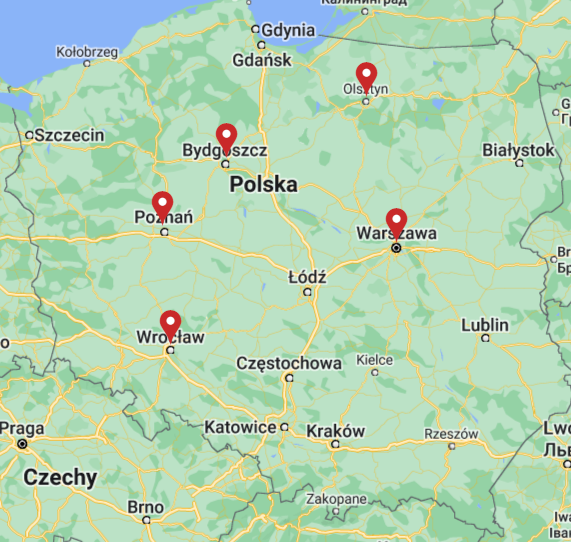 Калининград
Gdynia
Kołobrzeg
Gdańsk
Olsztyn
Szczecin
Bydgoszcz
Białystok
Polska
Poznań
Warszawa
Łódź
Wrocław
Lublin
Częstochowa
Kielce
Praga
Katowice
Kraków
Rzeszów
Czechy
Zakopane
Brno